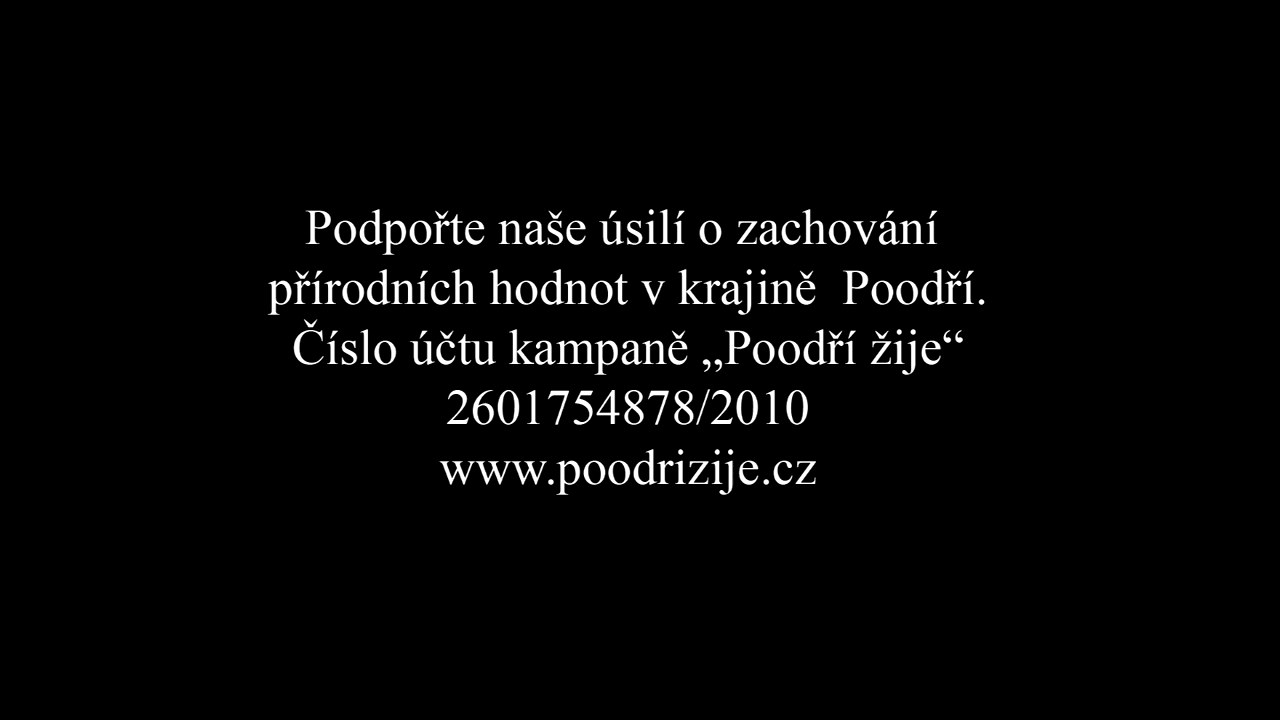 Podpořte naše úsilí o zachování
přírodních hodnot v krajině  Poodří.
Číslo účtu kampaně „Poodří žije“
2601754878/2010
www.poodrizije.cz